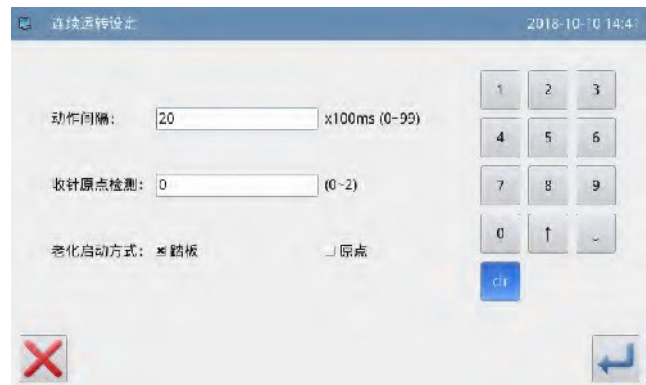 连续运转设定 2018-10-10 14:41
动作间隔: 20 x100ms (0-99)
收针原点检测: 0 (0~2)
老化启动方式: 踏板 原点
1 2 3
4 5 6
7 8 9
0 ↑
clr